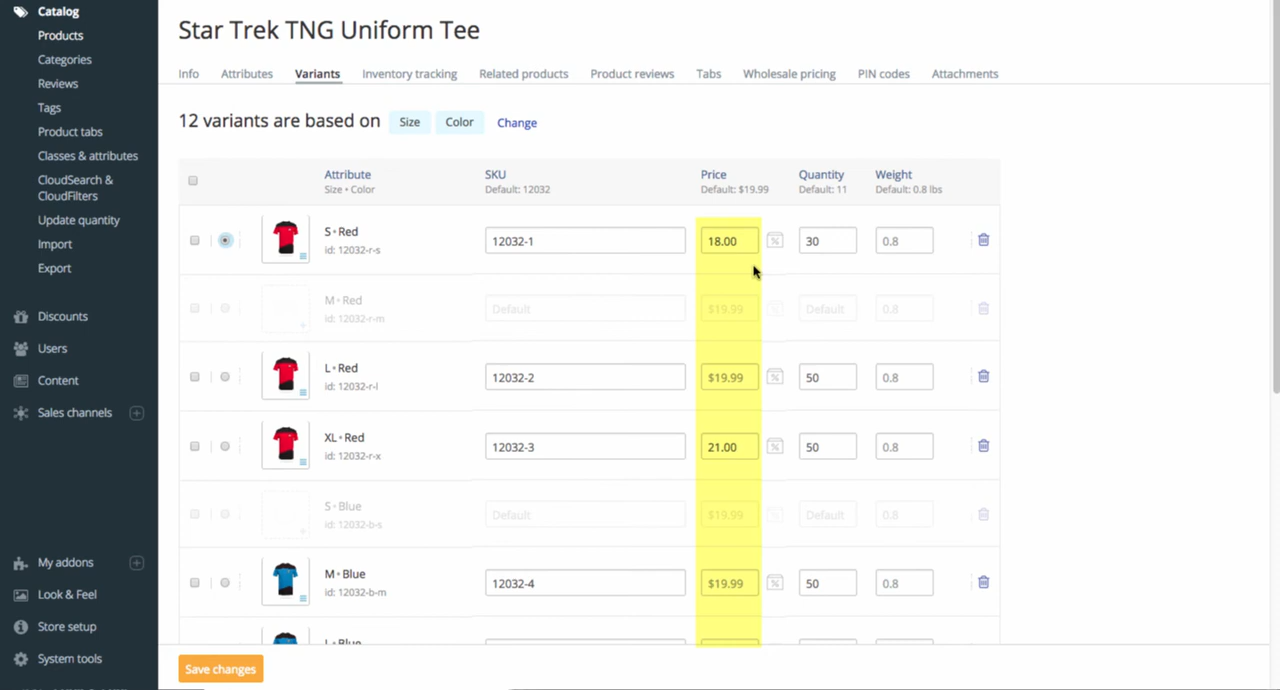 Catalog
Products
Categories
Reviews
Tags
Product tabs
Classes & attributes
CloudSearch &
CloudFilters
Update quantity
Import
Export
Discounts
Users
Content
Sales channels
My addons
Look & Feel
Store setup
System tools
Star Trek TNG Uniform Tee
Info Attributes Variants Inventory tracking Related products Product reviews Tabs Wholesale pricing PIN codes Attachments
12 variants are based on Size Color Change
Attribute SKU Price Quantity Weight
Size • Color Default: 12032 Default: $19.99 Default: 11 Default: 0.8 lbs
S • Red 12032-1 18.00 % 30 0.8
id: 12032-r-s
M • Red Default $19.99 % Default 0.8
id: 12032-r-m
L • Red 12032-2 $19.99 % 50 0.8
id: 12032-r-l
XL • Red 12032-3 21.00 % 50 0.8
id: 12032-r-x
S • Blue Default $19.99 % Default 0.8
id: 12032-b-s
M • Blue 12032-4 $19.99 % 50 0.8
id: 12032-b-m
L • Blue
Save changes